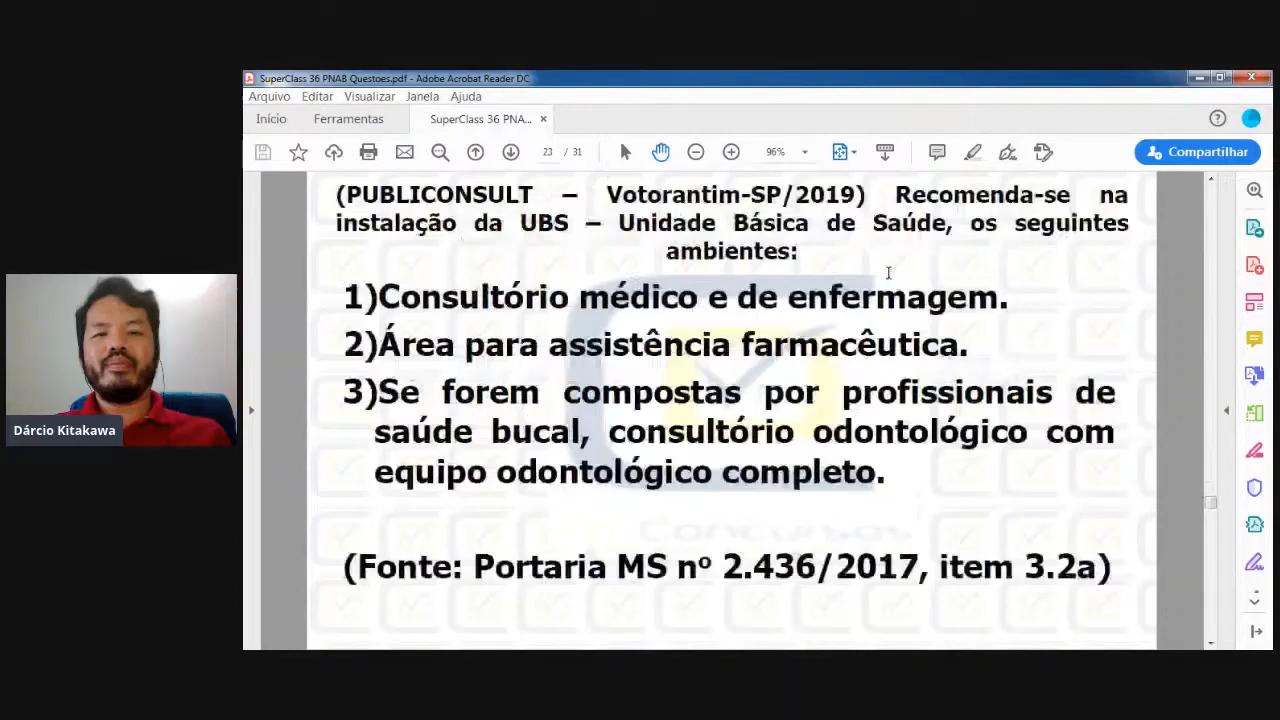 SuperClass 36 PNAB Questoes.pdf - Adobe Acrobat Reader DC
Arquivo Editar Visualizar Janela Ajuda
Início Ferramentas SuperClass 36 PNA... ×
23 / 31 96% Compartilhar
(PUBLICONSULT – Votorantim-SP/2019) Recomenda-se na
instalação da UBS – Unidade Básica de Saúde, os seguintes
ambientes:
1)Consultório médico e de enfermagem.
2)Área para assistência farmacêutica.
3)Se forem compostas por profissionais de
saúde bucal, consultório odontológico com
equipo odontológico completo.
Concursos
(Fonte: Portaria MS nº 2.436/2017, item 3.2a)
Dárcio Kitakawa